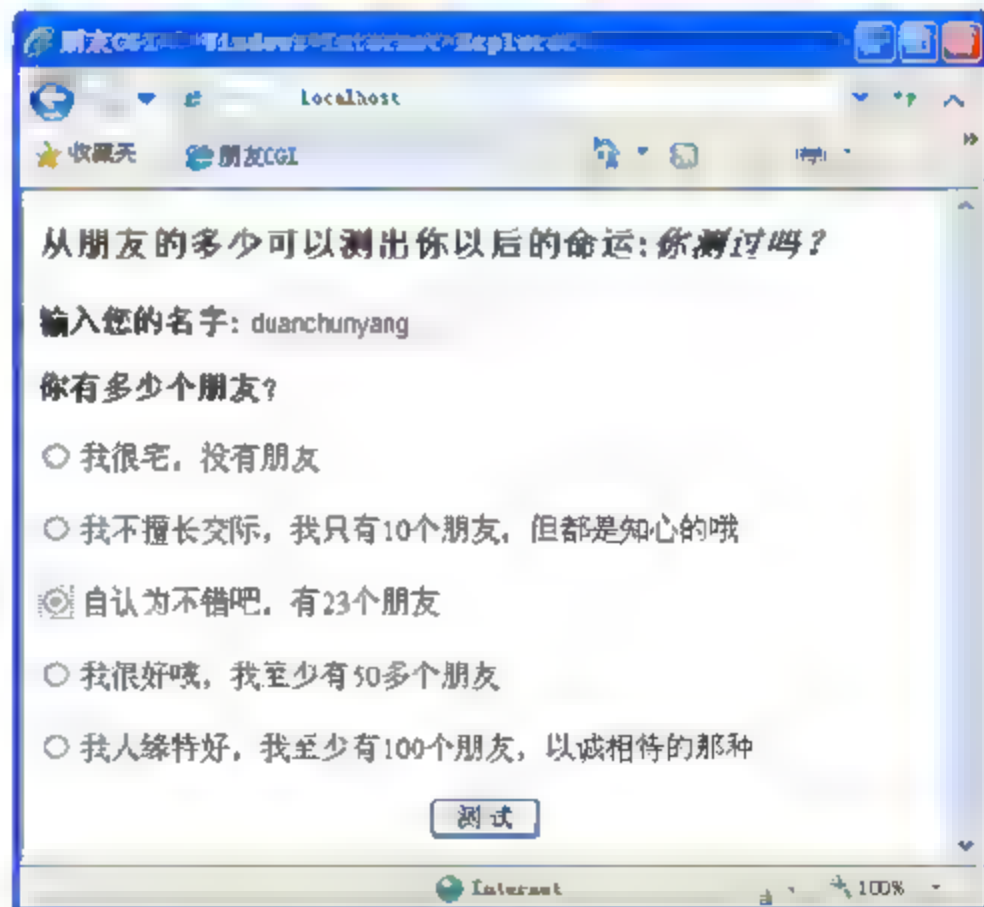 朋友CGI - Windows Internet Explorer
Localhost
收藏夹 朋友CGI
从朋友的多少可以测出你以后的命运:你测过吗?
输入您的名字: duanchunyang
你有多少个朋友?
我很宅，没有朋友
我不擅长交际，我只有10个朋友，但都是知心的哦
自认为不错吧，有23个朋友
我很好哦，我至少有50多个朋友
我人缘特好，我至少有100个朋友，以诚相待的那种
测试
Internet 100%